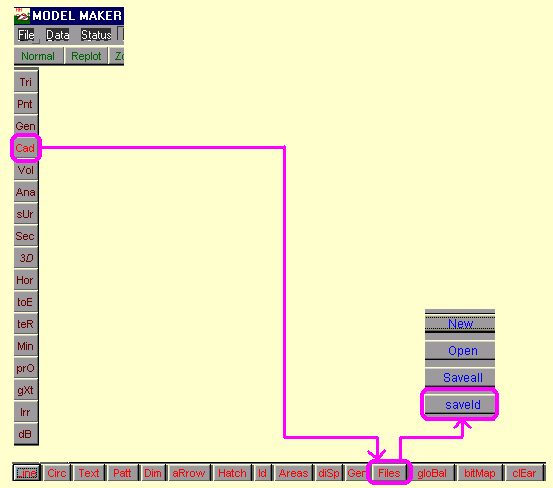 MODEL MAKER
File Data Status
Normal Replot Zo
Tri
Pnt
Gen
Cad
Vol
Ana
sUr
Sec
3D
Hor
toE
teR
Min
prO
gXt
Irr
dB
New
Open
Saveall
saveId
Line Circ Text Patt Dim aRrow Hatch Id Areas diSp Gen Files gloBal bitMap clEar